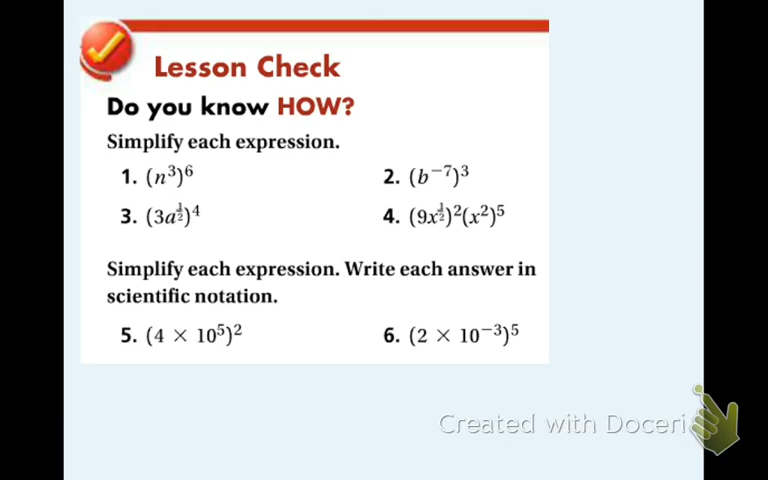 Lesson Check
Do you know HOW?
Simplify each expression.
1. (n³)⁶ 2. (b⁻⁷)³
3. (3a^½)⁴ 4. (9x^½)²(x²)⁵
Simplify each expression. Write each answer in
scientific notation.
5. (4 × 10⁵)² 6. (2 × 10⁻³)⁵
Created with Doceri